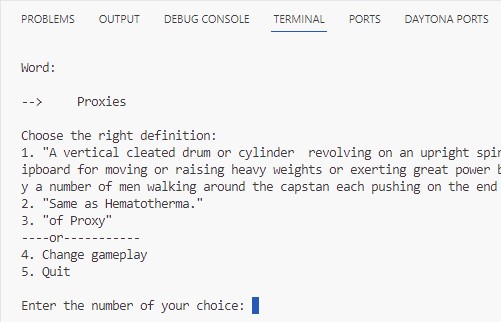 PROBLEMS OUTPUT DEBUG CONSOLE TERMINAL PORTS DAYTONA PORTS
Word:
--> Proxies
Choose the right definition:
1. "A vertical cleated drum or cylinder  revolving on an upright spin
ipboard for moving or raising heavy weights or exerting great power b
y a number of men walking around the capstan each pushing on the end
2. "Same as Hematotherma."
3. "of Proxy"
----or-----------
4. Change gameplay
5. Quit
Enter the number of your choice: